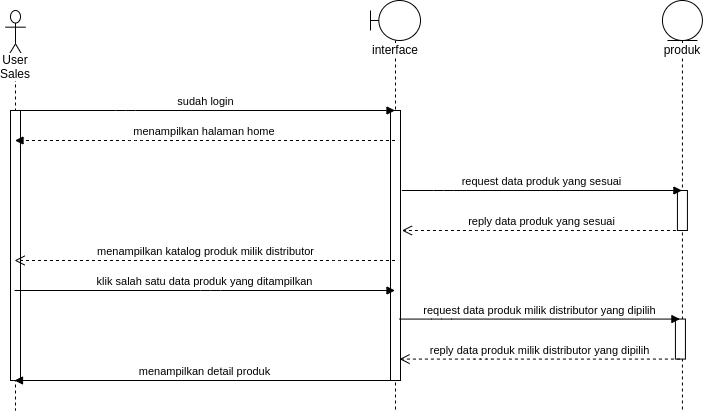 User
Sales
interface
produk
sudah login
menampilkan halaman home
request data produk yang sesuai
reply data produk yang sesuai
menampilkan katalog produk milik distributor
klik salah satu data produk yang ditampilkan
request data produk milik distributor yang dipilih
reply data produk milik distributor yang dipilih
menampilkan detail produk